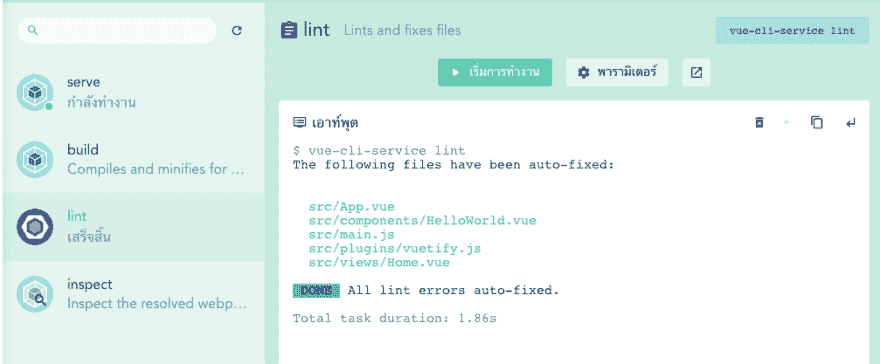 serve
กำลังทำงาน
build
Compiles and minifies for ...
lint
เสร็จสิ้น
inspect
Inspect the resolved webp...
lint Lints and fixes files
vue-cli-service lint
เริ่มการทำงาน
พารามิเตอร์
เอาท์พุต
$ vue-cli-service lint
The following files have been auto-fixed:
src/App.vue
src/components/HelloWorld.vue
src/main.js
src/plugins/vuetify.js
src/views/Home.vue
DONE All lint errors auto-fixed.
Total task duration: 1.86s